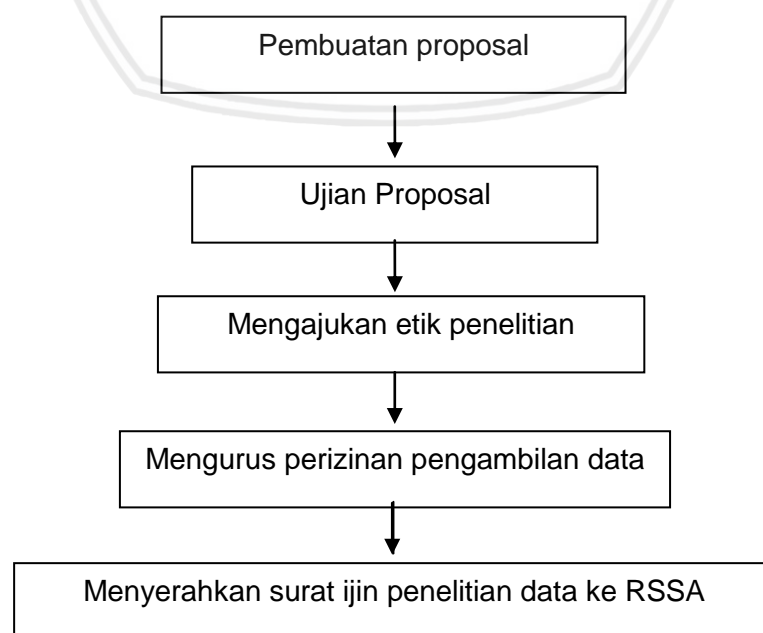 Pembuatan proposal
Ujian Proposal
Mengajukan etik penelitian
Mengurus perizinan pengambilan data
Menyerahkan surat ijin penelitian data ke RSSA